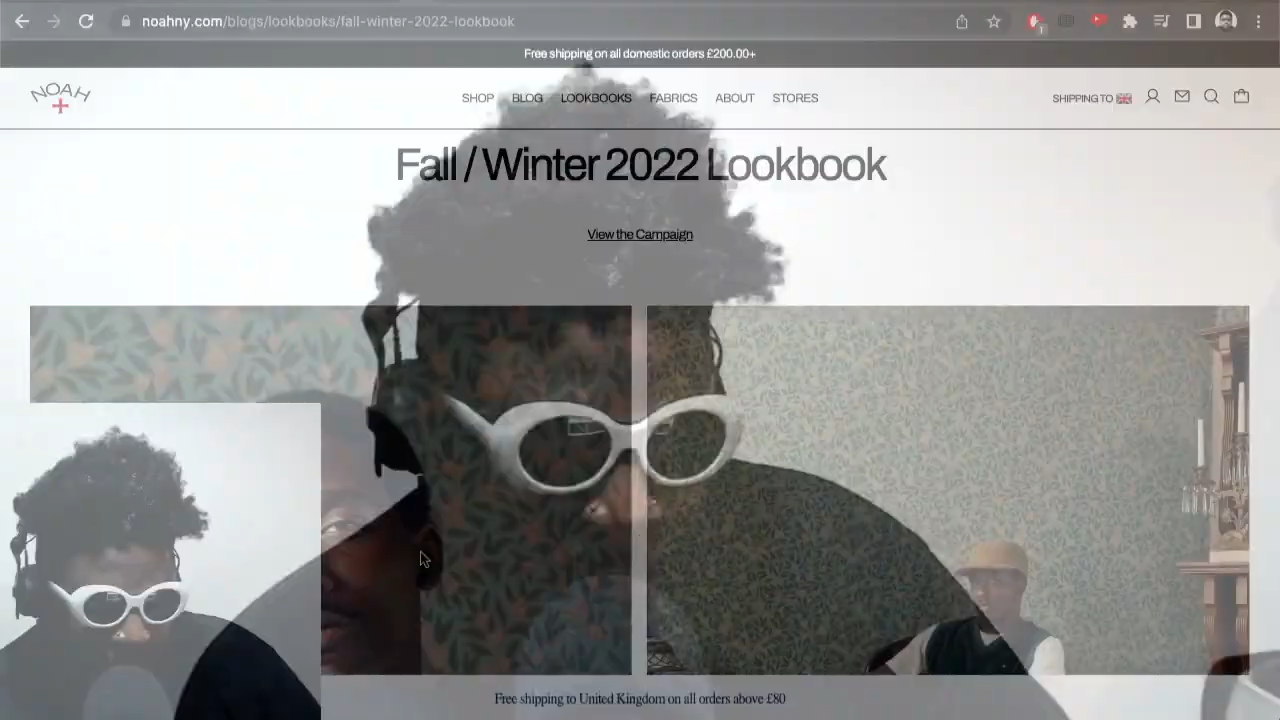 noahny.com/blogs/lookbooks/fall-winter-2022-lookbook
Free shipping on all domestic orders £200.00+
NOAH
SHOP BLOG LOOKBOOKS FABRICS ABOUT STORES
SHIPPING TO
Fall / Winter 2022 Lookbook
View the Campaign
Free shipping to United Kingdom on all orders above £80